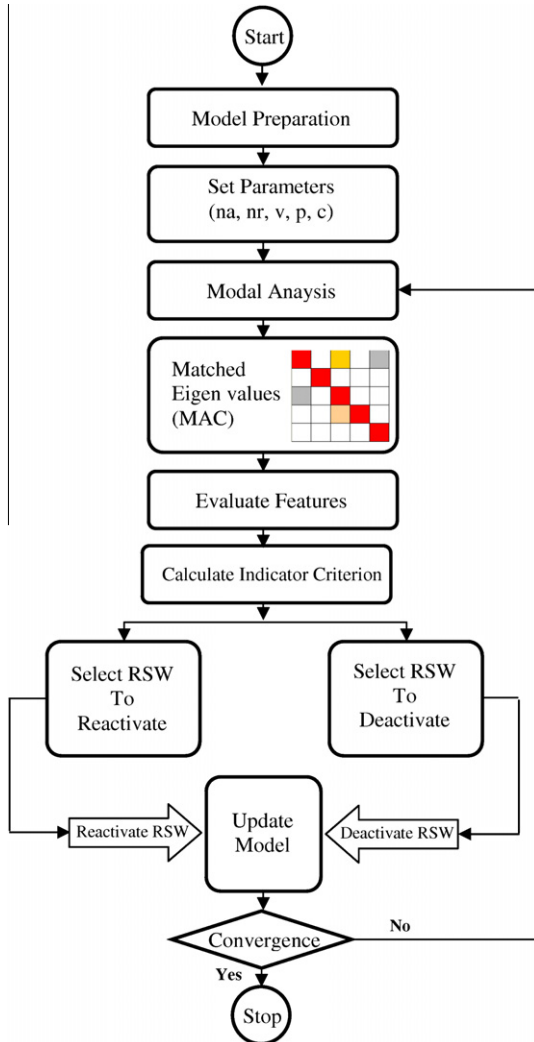 Start
Model Preparation
Set Parameters
(na, nr, v, p, c)
Modal Anaysis
Matched
Eigen values
(MAC)
Evaluate Features
Calculate Indicator Criterion
Select RSW
To
Reactivate
Select RSW
To
Deactivate
Reactivate RSW
Update
Model
Deactivate RSW
Convergence
No
Yes
Stop